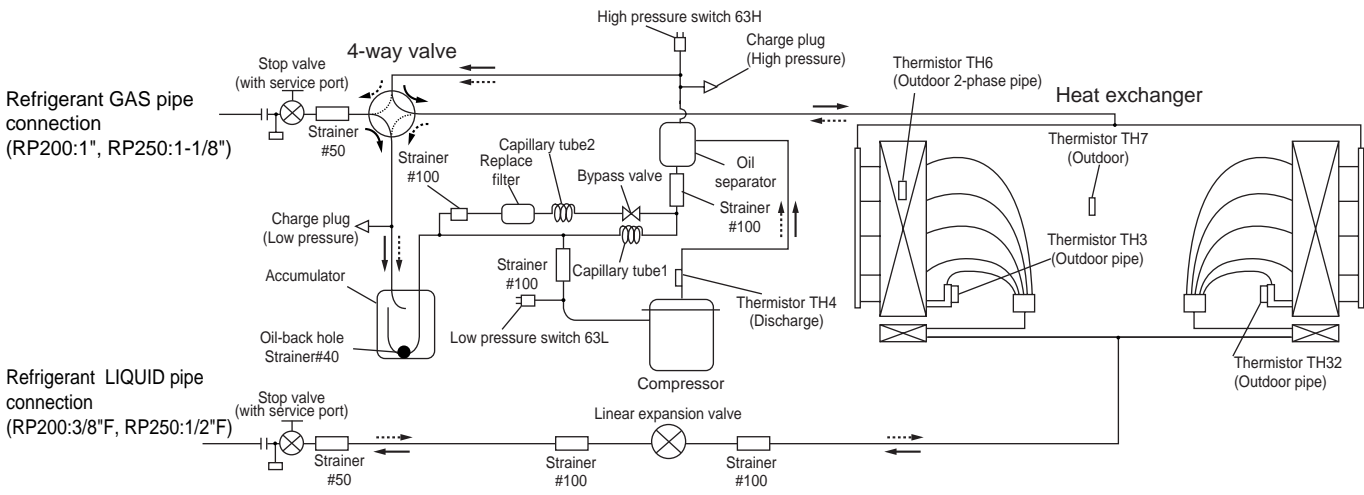 High pressure switch 63H
4-way valve
Charge plug
(High pressure)
Stop valve
(with service port)
Thermistor TH6
(Outdoor 2-phase pipe)
Heat exchanger
Refrigerant GAS pipe
connection
(RP200:1", RP250:1-1/8")
Strainer
#50
Thermistor TH7
(Outdoor)
Strainer
#100
Capillary tube2
Replace
filter
Bypass valve
Oil
separator
Strainer
#100
Charge plug
(Low pressure)
Thermistor TH3
(Outdoor pipe)
Strainer
#100
Capillary tube1
Accumulator
Thermistor TH4
(Discharge)
Low pressure switch 63L
Oil-back hole
Strainer#40
Thermistor TH32
(Outdoor pipe)
Compressor
Refrigerant LIQUID pipe
connection
(RP200:3/8"F, RP250:1/2"F)
Stop valve
(with service port)
Linear expansion valve
Strainer
#50
Strainer
#100
Strainer
#100